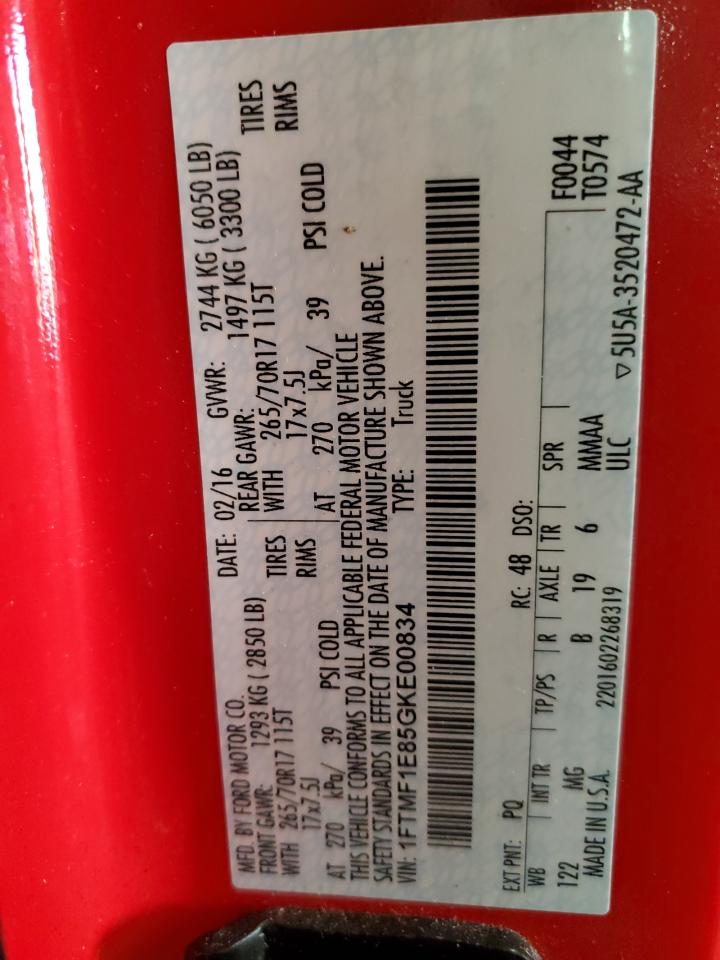 MFD. BY FORD MOTOR CO.
DATE: 02/16 GVWR: 2744 KG ( 6050 LB)
FRONT GAWR: 1293 KG ( 2850 LB)
REAR GAWR: 1497 KG ( 3300 LB)
WITH 265/70R17 115T TIRES
WITH 265/70R17 115T TIRES
17x7.5J RIMS
17x7.5J RIMS
AT 270 kPa/ 39 PSI COLD
AT 270 kPa/ 39 PSI COLD
THIS VEHICLE CONFORMS TO ALL APPLICABLE FEDERAL MOTOR VEHICLE
SAFETY STANDARDS IN EFFECT ON THE DATE OF MANUFACTURE SHOWN ABOVE.
VIN: 1FTMF1E85GKE00834 TYPE: Truck
EXT PNT: PQ RC: 48 DSO: F0044
WB INT TR TP/PS R AXLE TR SPR T0574
122 MG B 19 6 MMAA
ULC
MADE IN U.S.A. 2201602268319 ▽5U5A-3520472-AA